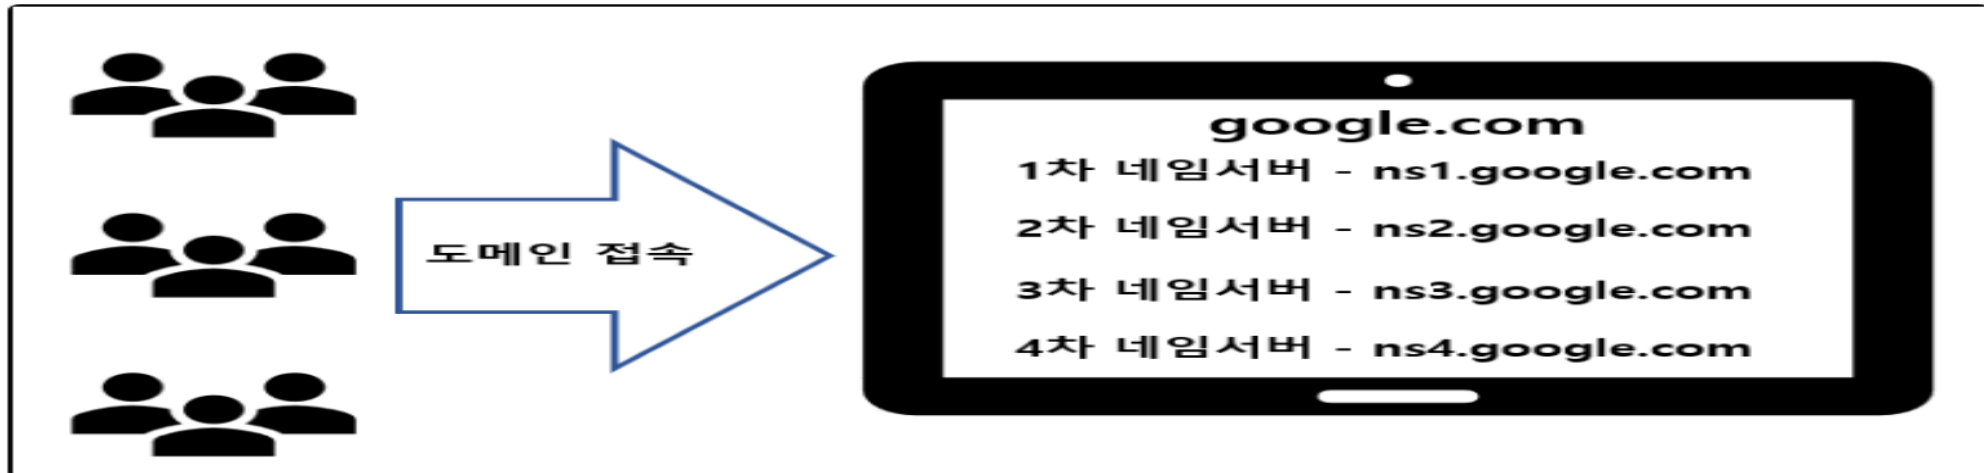 도메인 접속
google.com
1차 네임서버 - ns1.google.com
2차 네임서버 - ns2.google.com
3차 네임서버 - ns3.google.com
4차 네임서버 - ns4.google.com